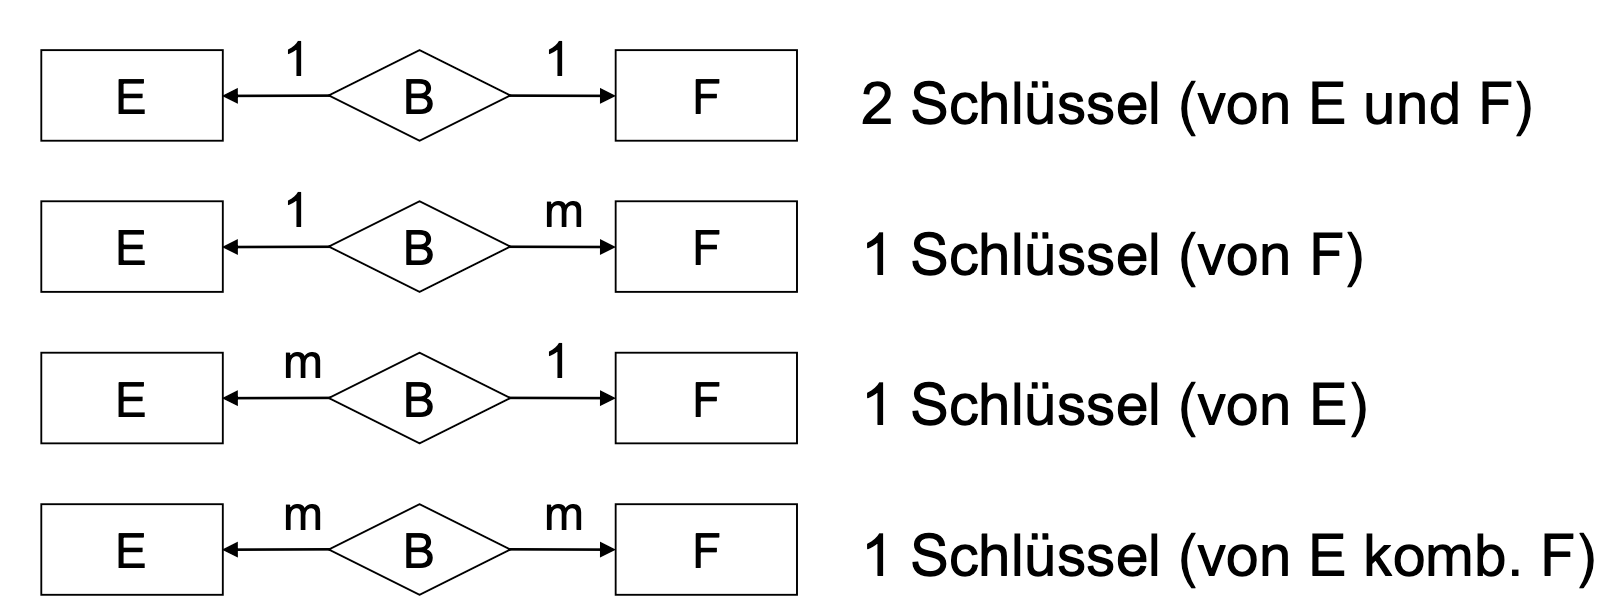 1 1
E B F 2 Schlüssel (von E und F)
1 m
E B F 1 Schlüssel (von F)
m 1
E B F 1 Schlüssel (von E)
m m
E B F 1 Schlüssel (von E komb. F)